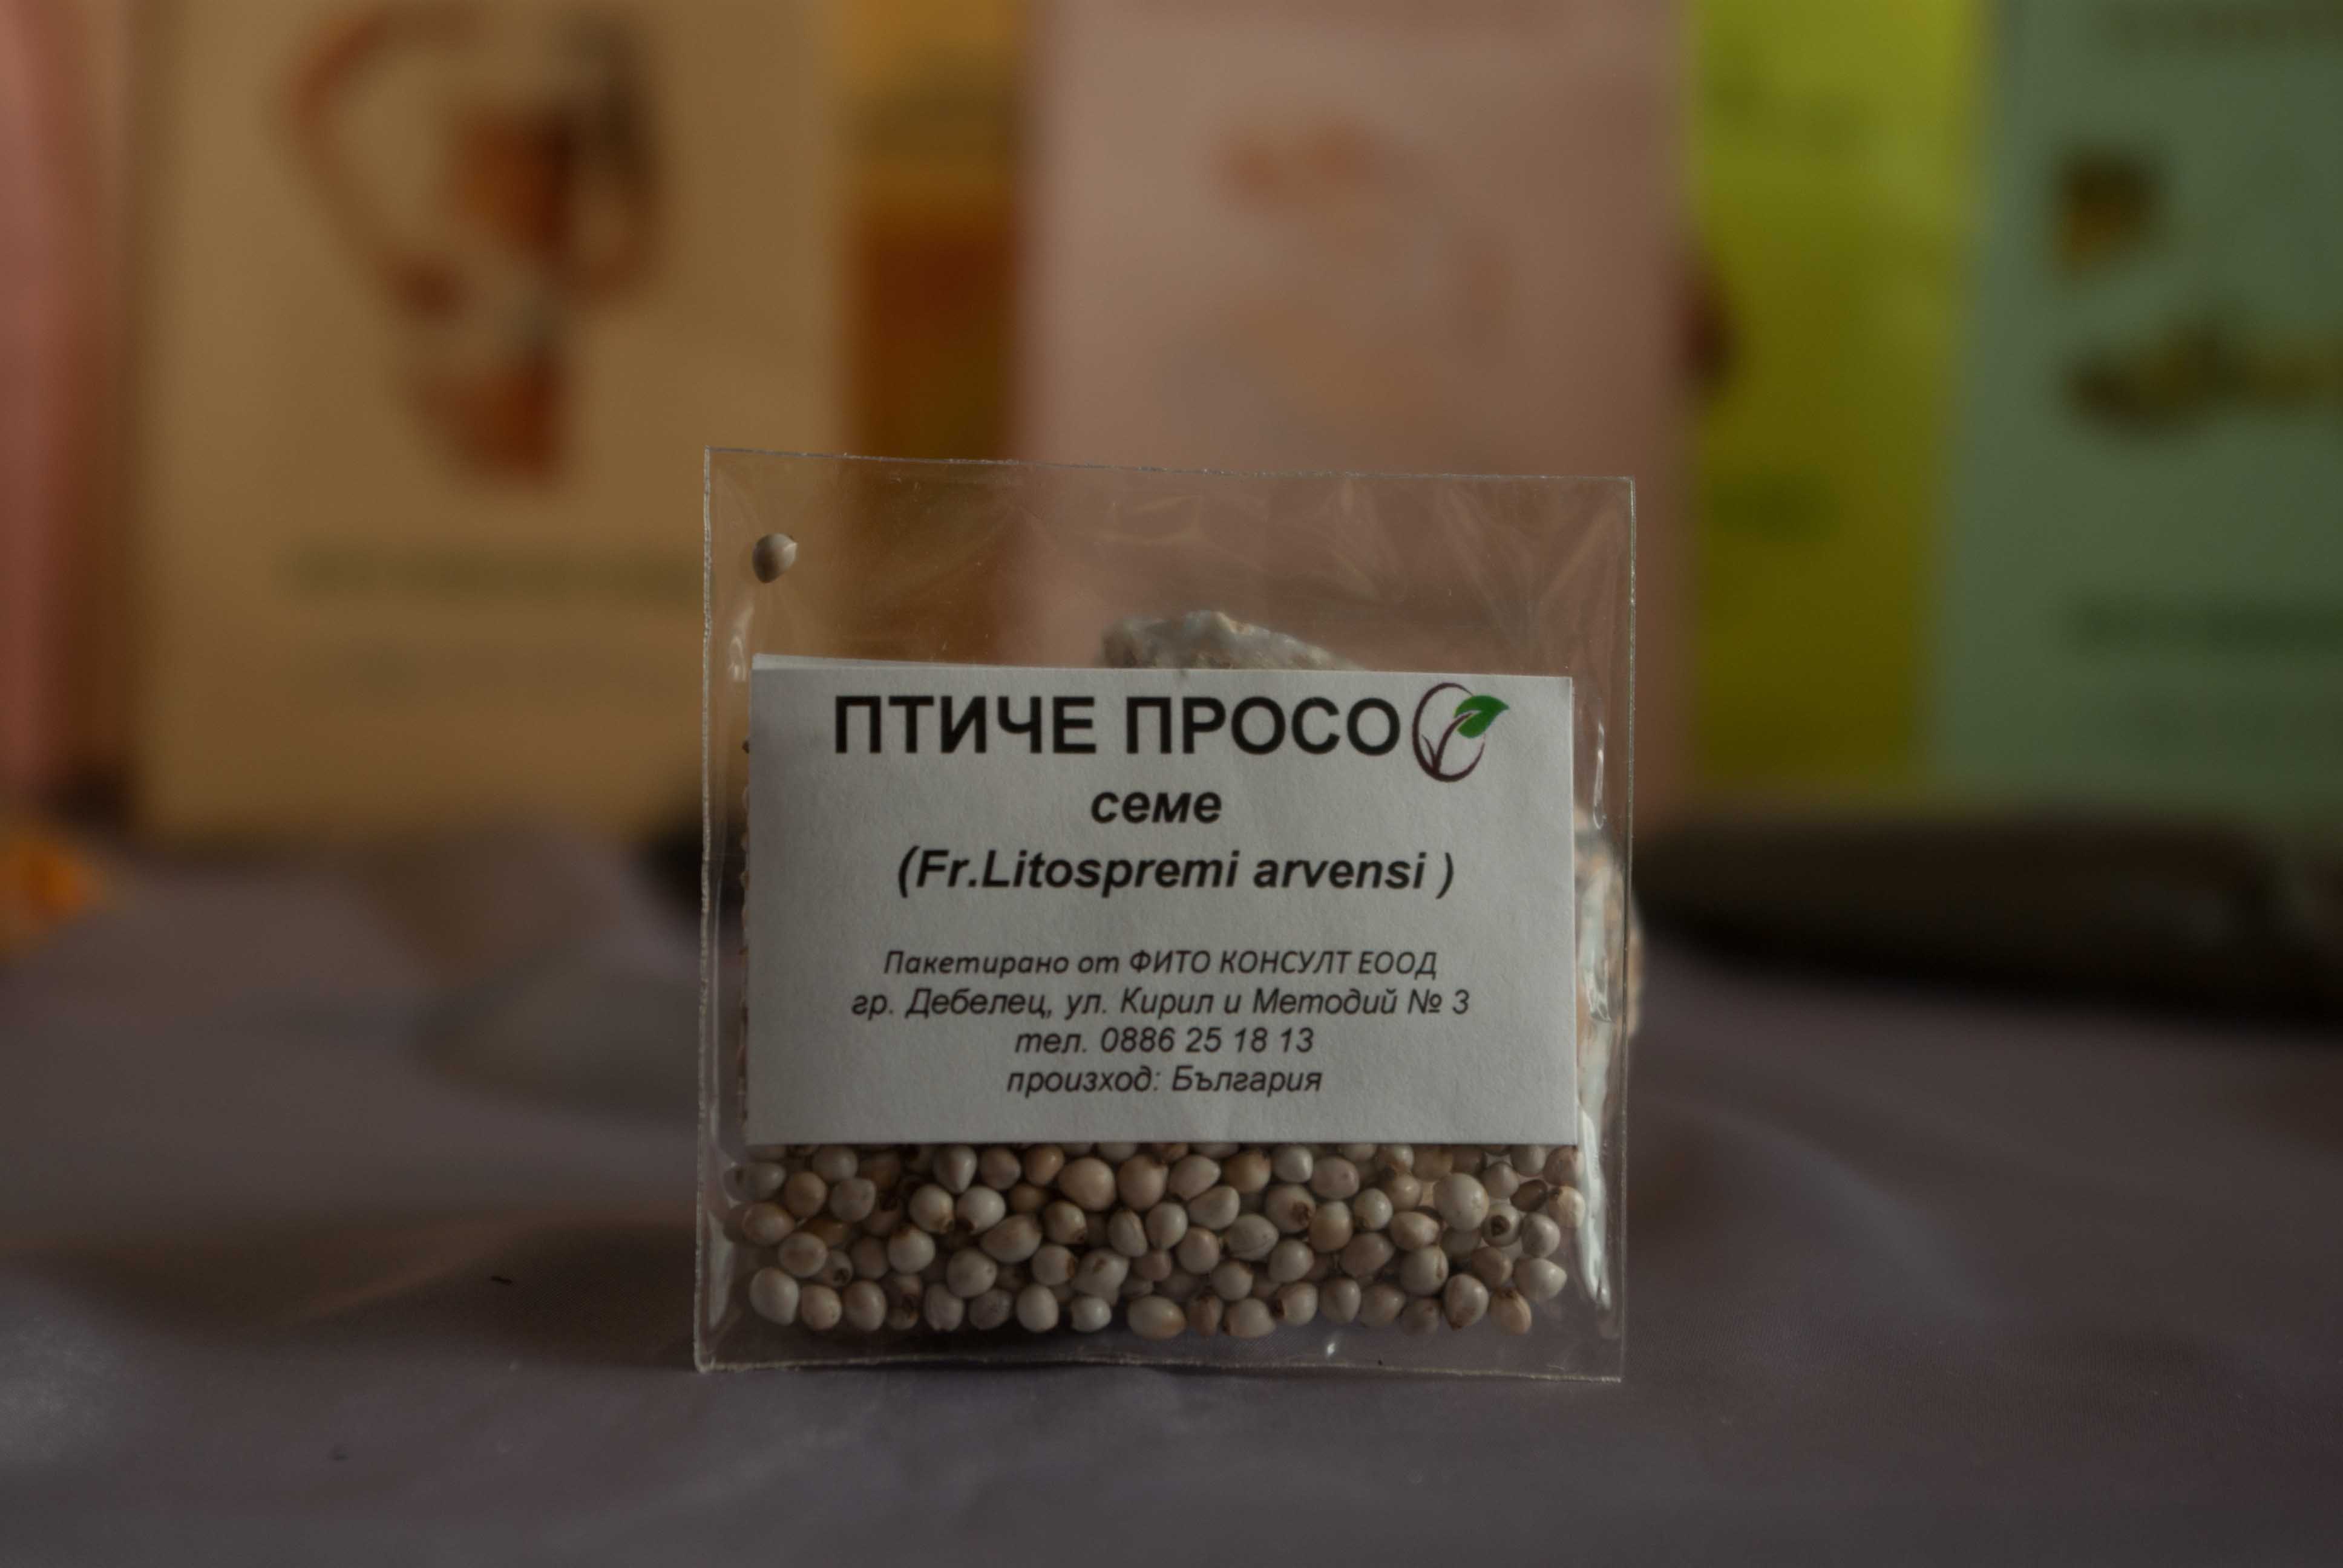 ПТИЧЕ ПРОСО
семе
(Fr.Litospremi arvensi )
Пакетирано от ФИТО КОНСУЛТ ЕООД
гр. Дебелец, ул. Кирил и Методий № 3
тел. 0886 25 18 13
произход: България